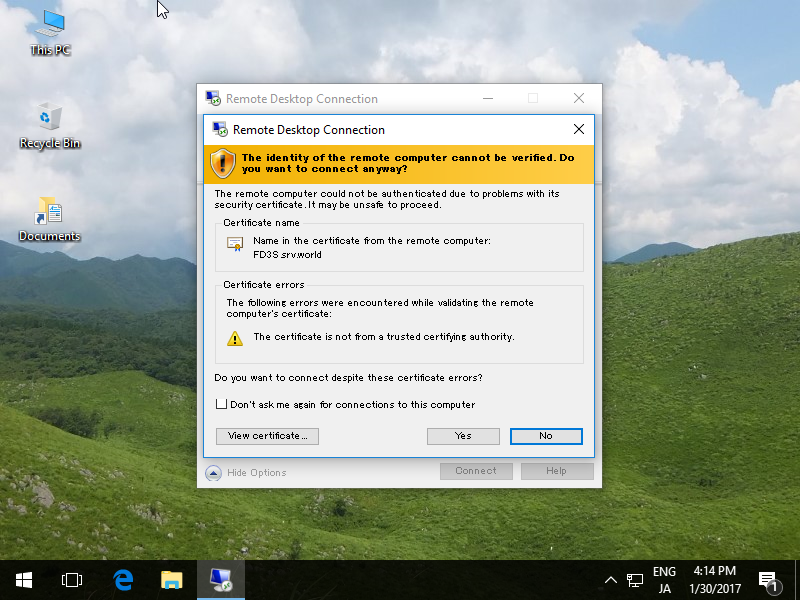 This PC
Recycle Bin
Documents
Remote Desktop Connection
Remote Desktop Connection
The identity of the remote computer cannot be verified. Do
you want to connect anyway?
The remote computer could not be authenticated due to problems with its
security certificate. It may be unsafe to proceed.
Certificate name
Name in the certificate from the remote computer:
FD3S.srv.world
Certificate errors
The following errors were encountered while validating the remote
computer's certificate:
The certificate is not from a trusted certifying authority.
Do you want to connect despite these certificate errors?
Don't ask me again for connections to this computer
View certificate...
Yes
No
Hide Options
Connect
Help
ENG
JA
4:14 PM
1/30/2017
1